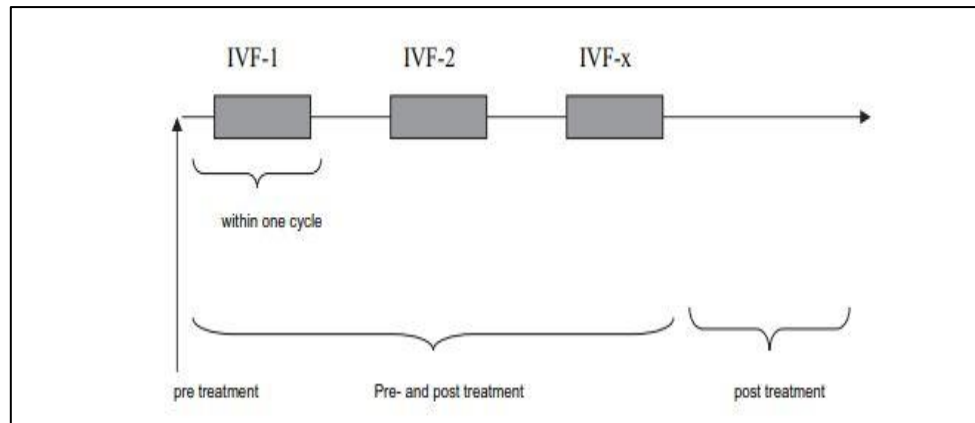 IVF-1 IVF-2 IVF-x
within one cycle
pre treatment Pre- and post treatment post treatment